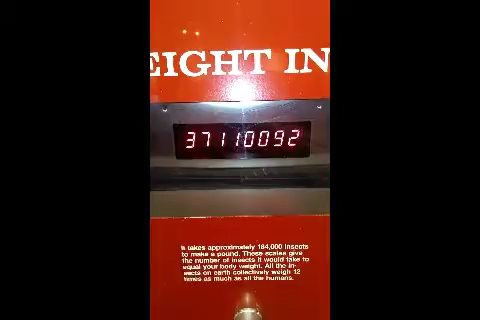 EIGHT IN
37110092
It takes approximately 184,000 insects
to make a pound. These scales give
the number of insects it would take to
equal your body weight. All the in-
sects on earth collectively weigh 12
times as much as all the humans.